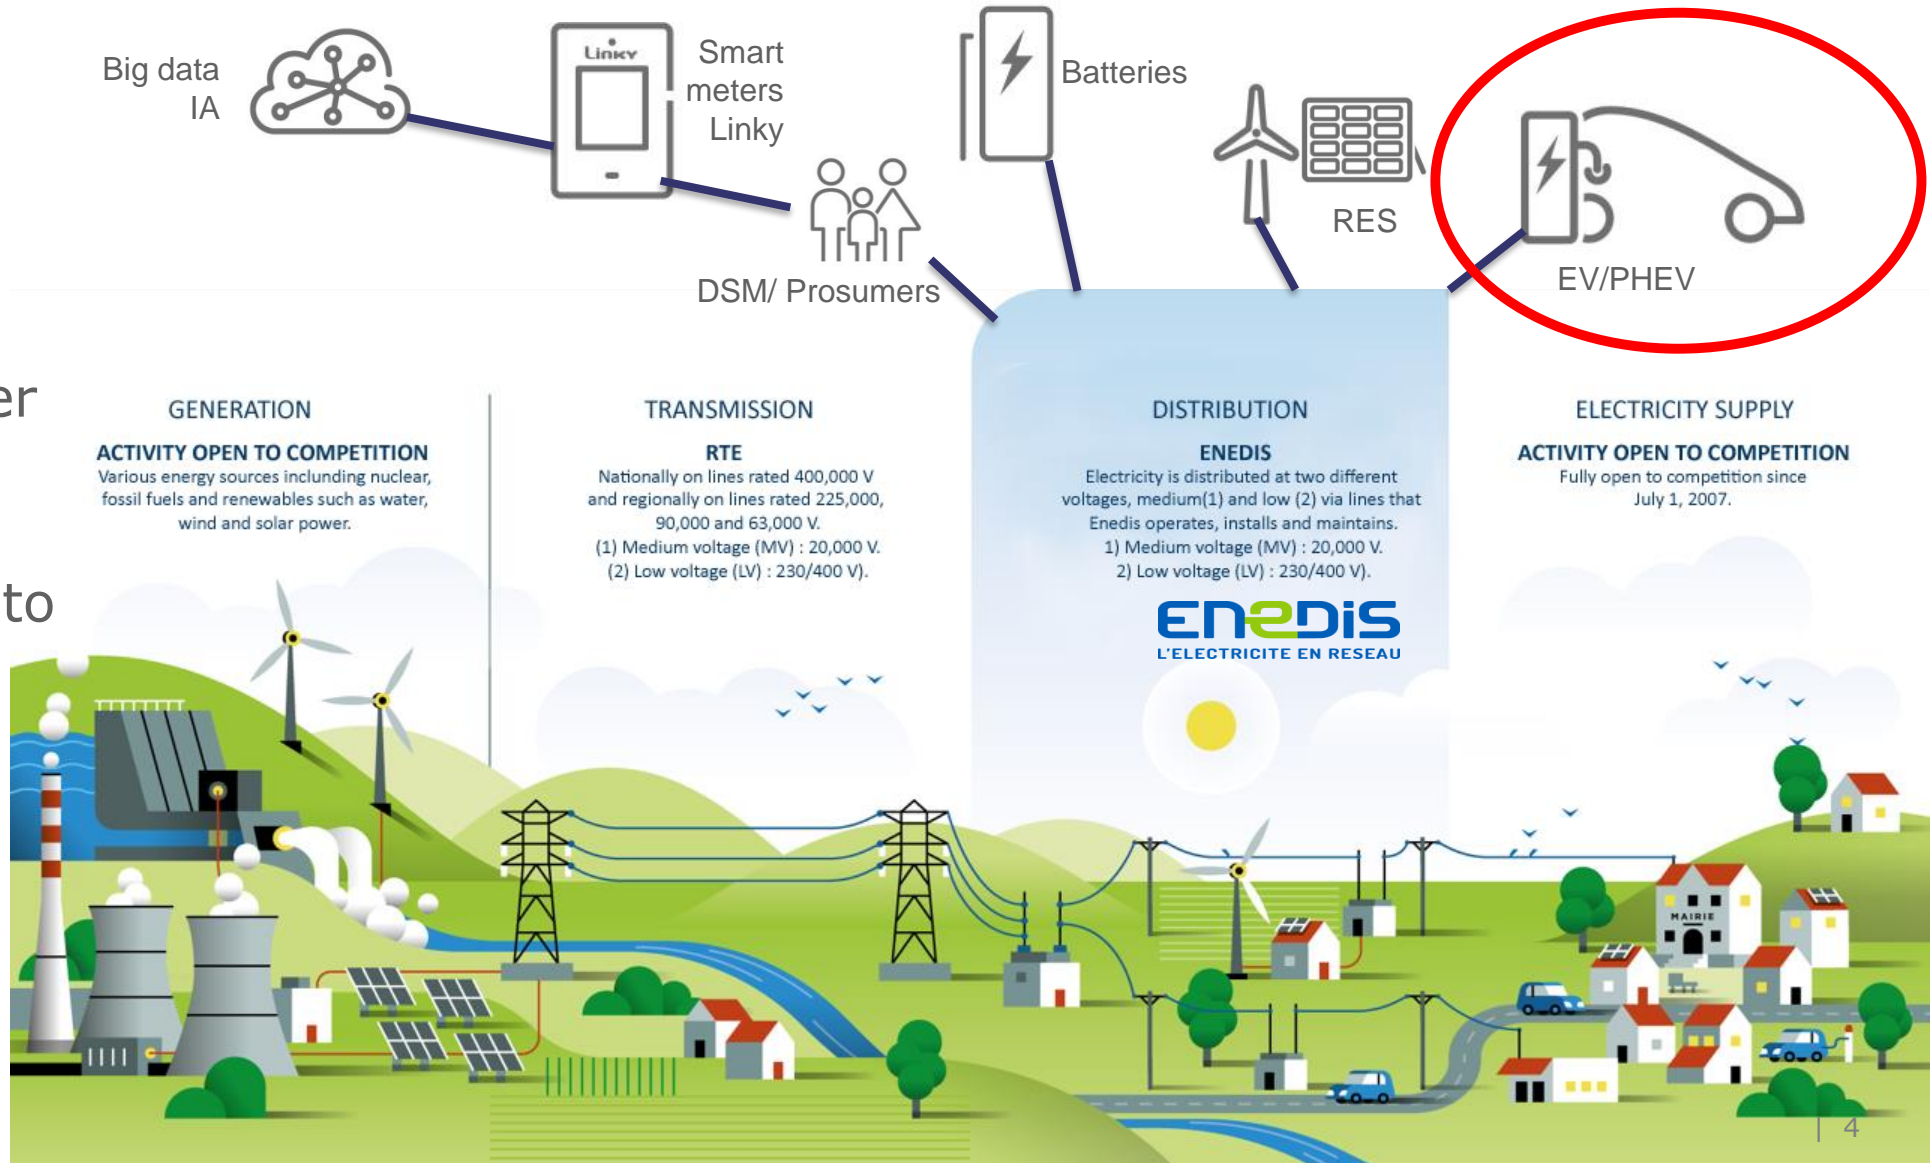 Big data
IA
Linky
Smart
meters
Linky
Batteries
RES
EV/PHEV
DSM/ Prosumers
er
to
GENERATION
ACTIVITY OPEN TO COMPETITION
Various energy sources inclunding nuclear,
fossil fuels and renewables such as water,
wind and solar power.
TRANSMISSION
RTE
Nationally on lines rated 400,000 V
and regionally on lines rated 225,000,
90,000 and 63,000 V.
(1) Medium voltage (MV) : 20,000 V.
(2) Low voltage (LV) : 230/400 V).
DISTRIBUTION
ENEDIS
Electricity is distributed at two different
voltages, medium(1) and low (2) via lines that
Enedis operates, installs and maintains.
1) Medium voltage (MV) : 20,000 V.
2) Low voltage (LV) : 230/400 V).
ENEDIS
L'ELECTRICITE EN RESEAU
ELECTRICITY SUPPLY
ACTIVITY OPEN TO COMPETITION
Fully open to competition since
July 1, 2007.
MAIRIE
| 4